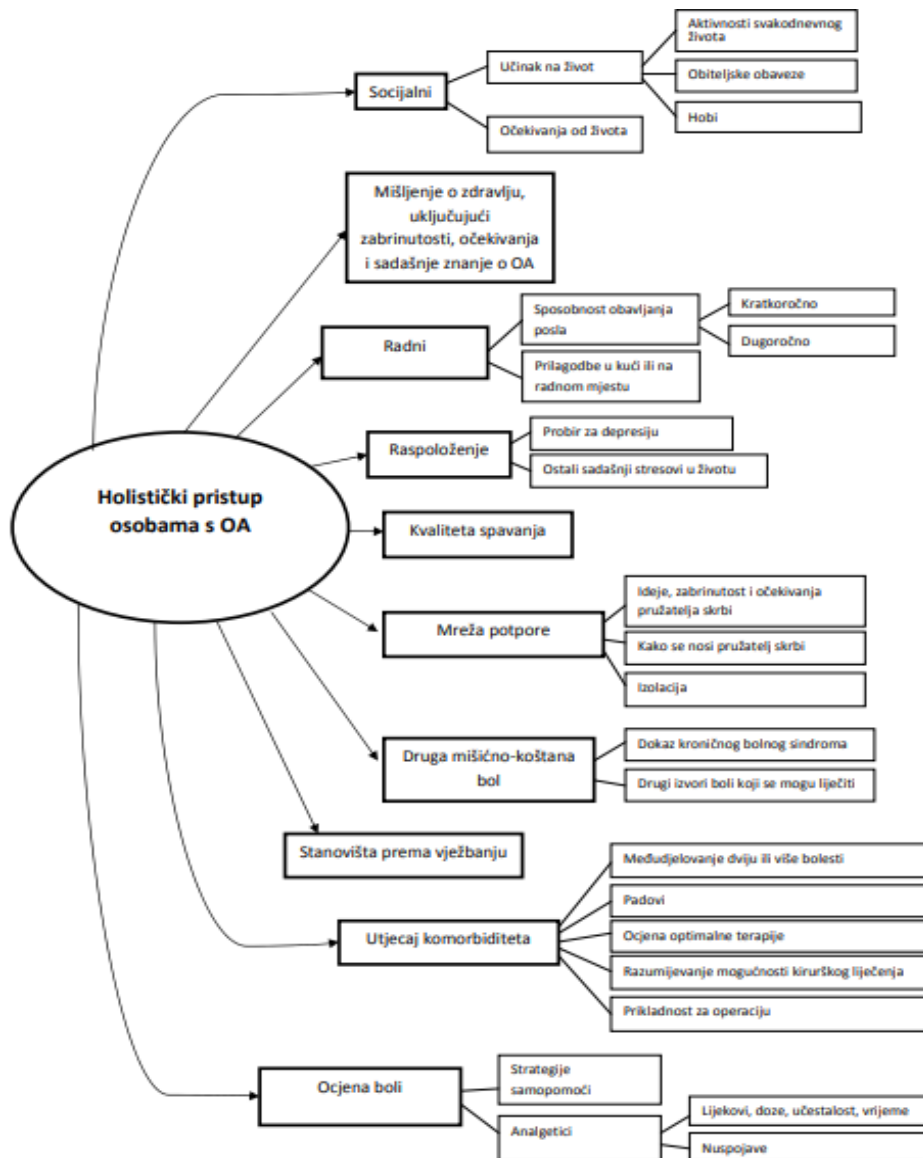 Aktivnosti svakodnevnog
života
Učinak na život
Socijalni
Obiteljske obaveze
Hobi
Očekivanja od života
Mišljenje o zdravlju,
uključujući
zabrinutosti, očekivanja
i sadašnje znanje o OA
Sposobnost obavljanja
posla
Kratkoročno
Dugoročno
Radni
Prilagodbe u kući ili na
radnom mjestu
Raspoloženje
Probir za depresiju
Ostali sadašnji stresovi u životu
Holistički pristup
osobama s OA
Kvaliteta spavanja
Mreža potpore
Ideje, zabrinutost i očekivanja
pružatelja skrbi
Kako se nosi pružatelj skrbi
Izolacija
Druga mišićno-koštana
bol
Dokaz kroničnog bolnog sindroma
Drugi izvori boli koji se mogu liječiti
Stanovišta prema vježbanju
Utjecaj komorbiditeta
Međudjelovanje dviju ili više bolesti
Padovi
Ocjena optimalne terapije
Razumijevanje mogućnosti kirurškog liječenja
Prikladnost za operaciju
Ocjena boli
Strategije
samopomoći
Analgetici
Lijekovi, doze, učestalost, vrijeme
Nuspojave